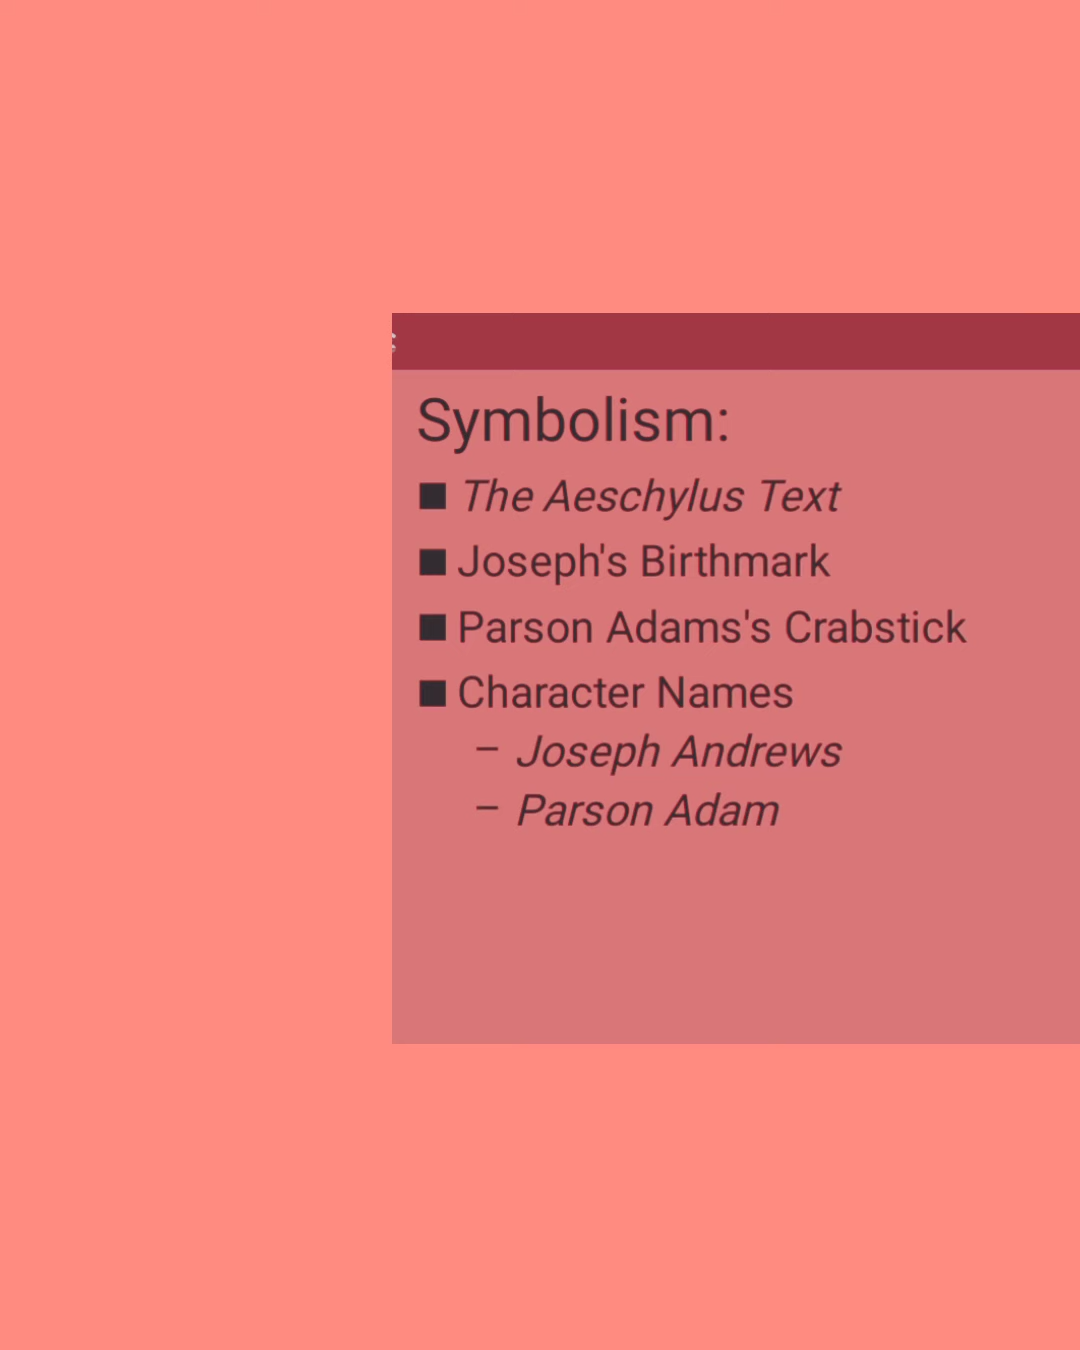 Symbolism:
■ The Aeschylus Text
■ Joseph's Birthmark
■ Parson Adams's Crabstick
■ Character Names
– Joseph Andrews
– Parson Adam